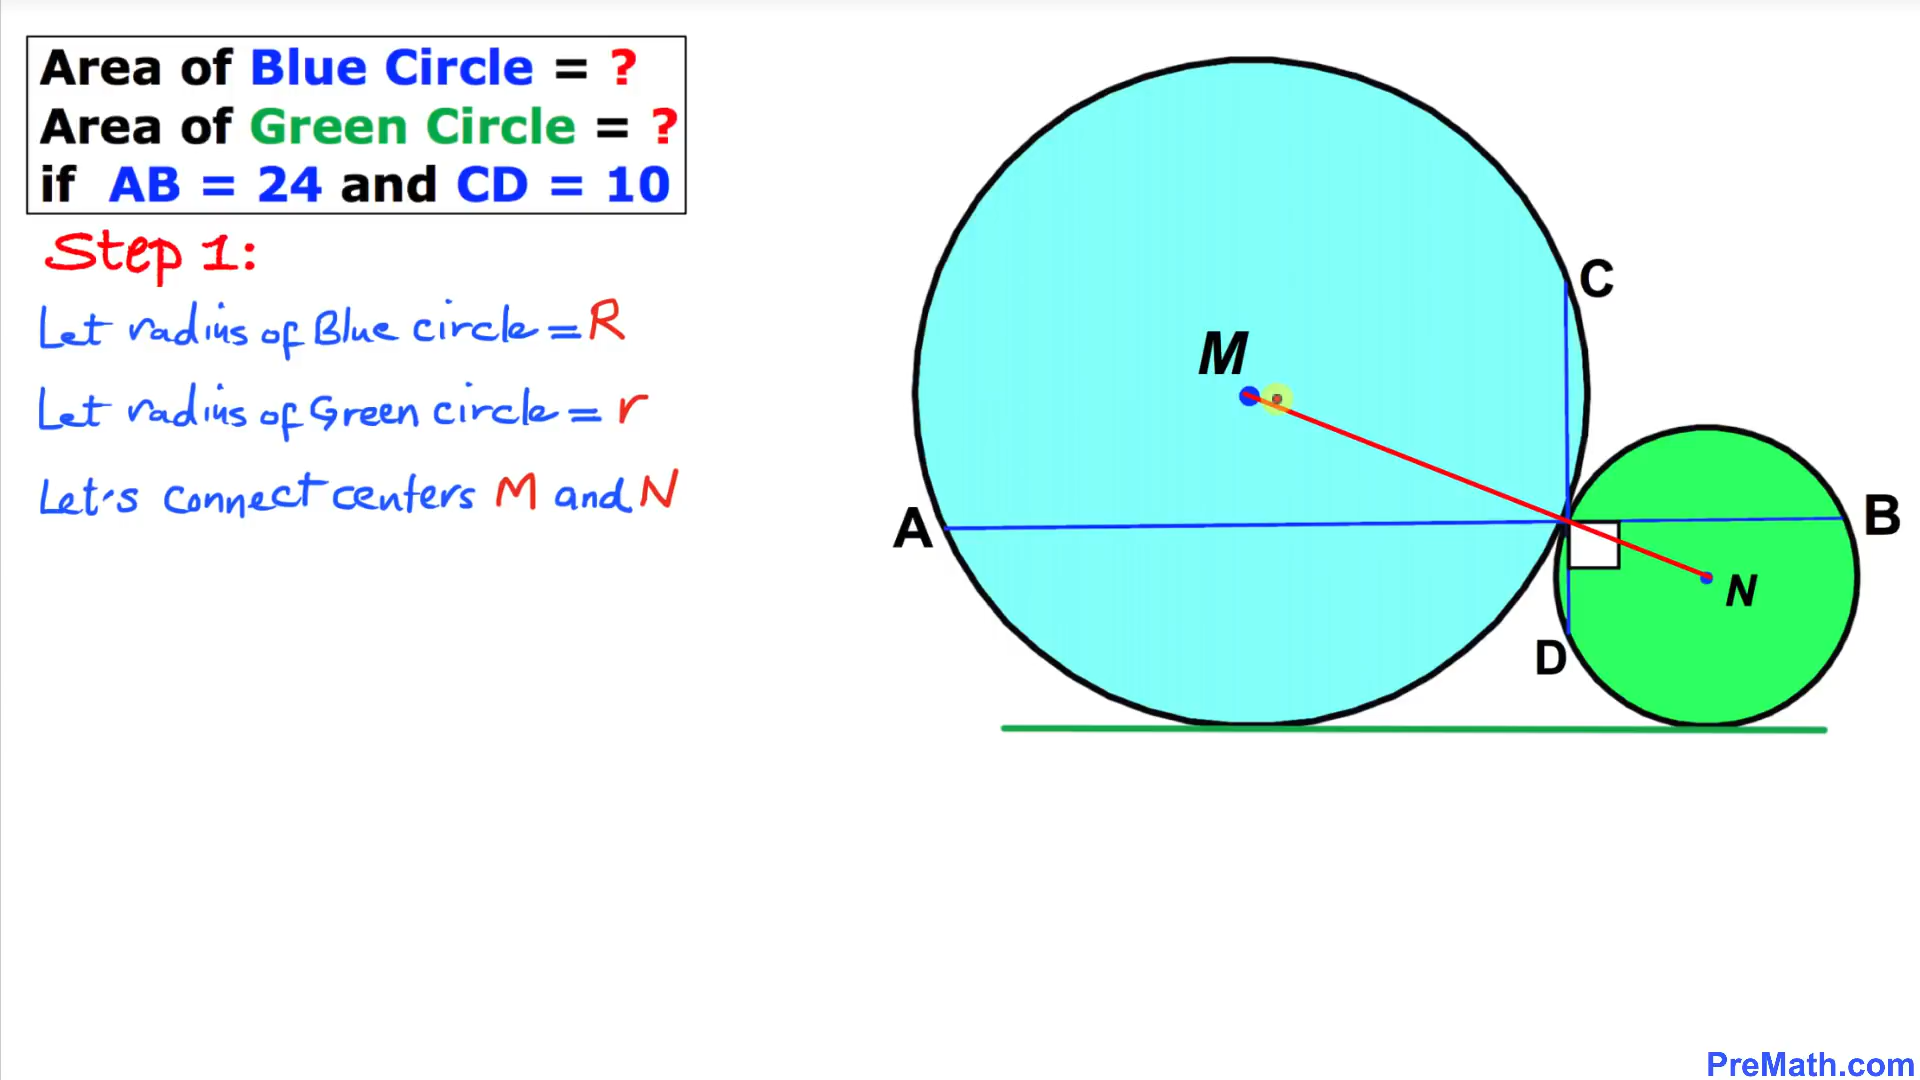 Area of Blue Circle = ?
Area of Green Circle = ?
if AB = 24 and CD = 10
Step 1:
Let radius of Blue circle = R
Let radius of Green circle = r
Let's connect centers M and N
C
M
A
B
N
D
PreMath.com